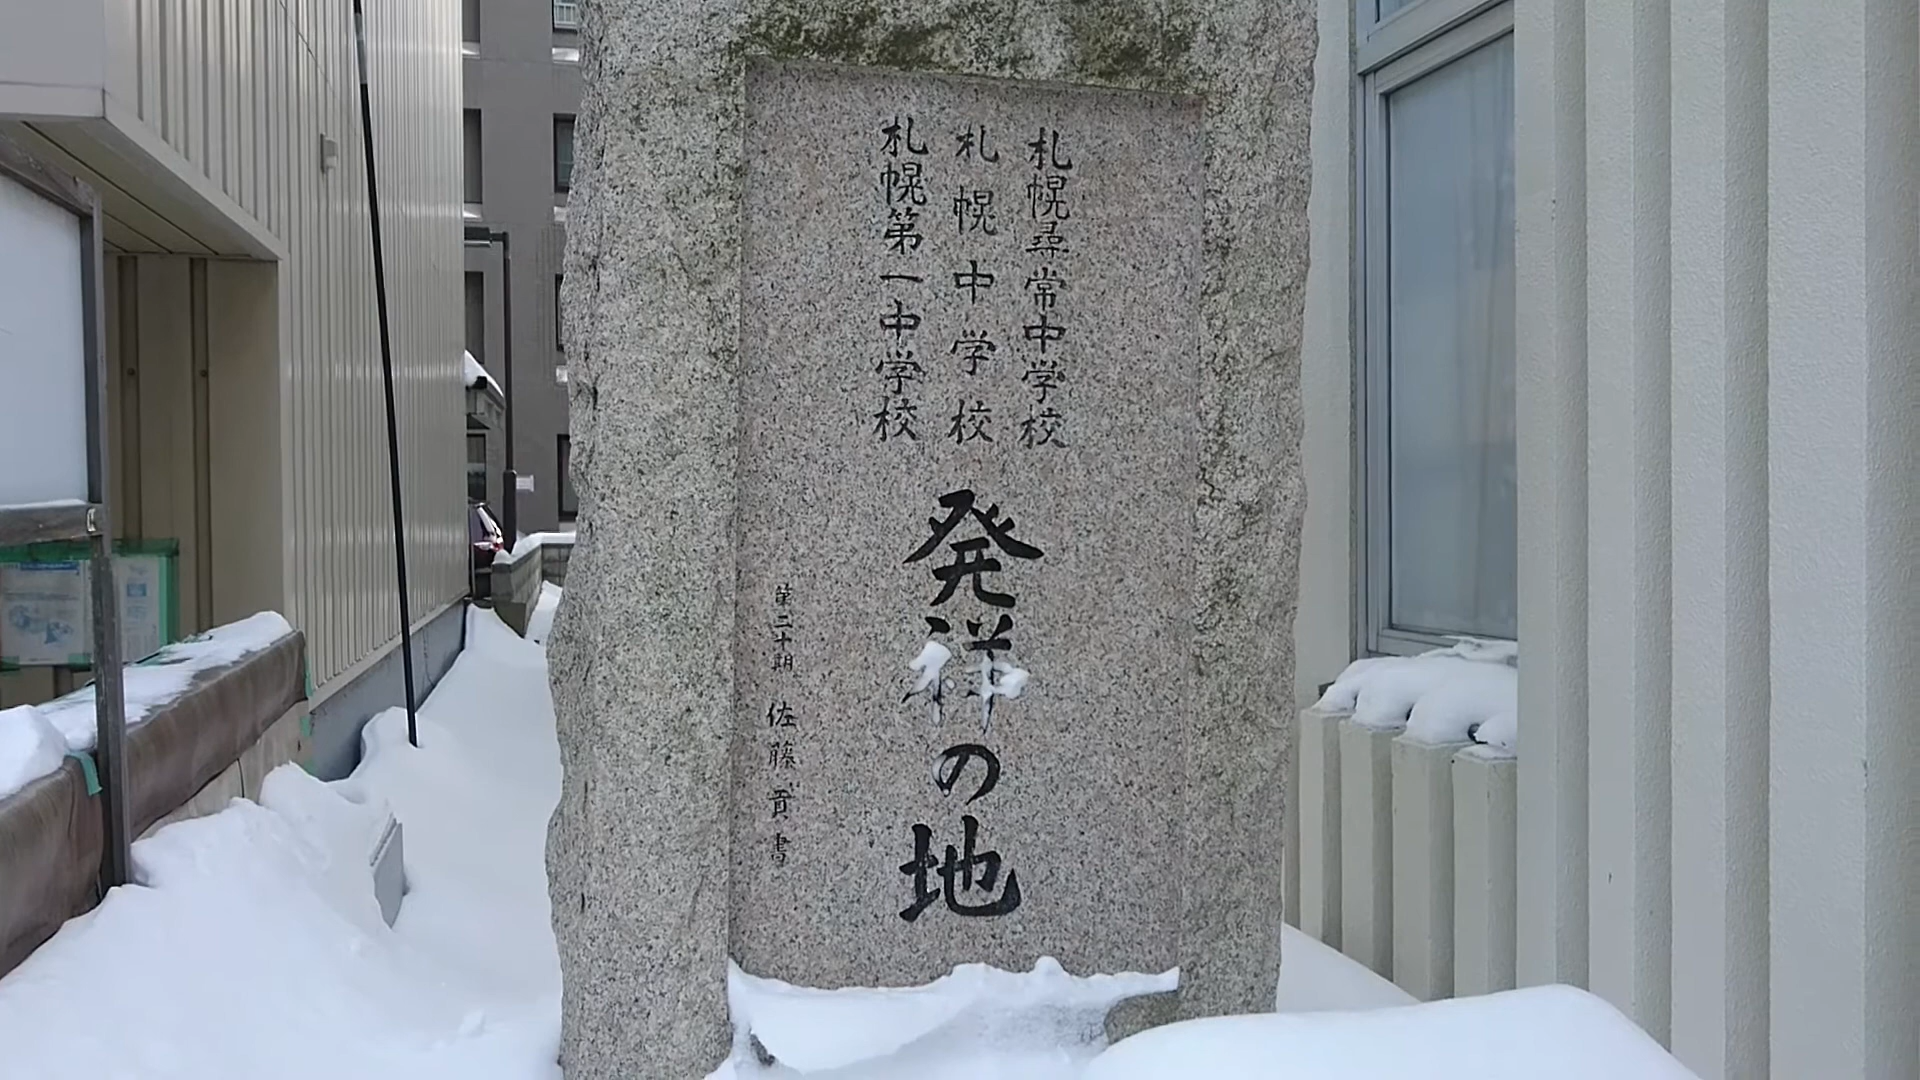 札幌尋常中学校
札幌中学校
札幌第一中学校
発祥の地
第二十期 佐藤貢書